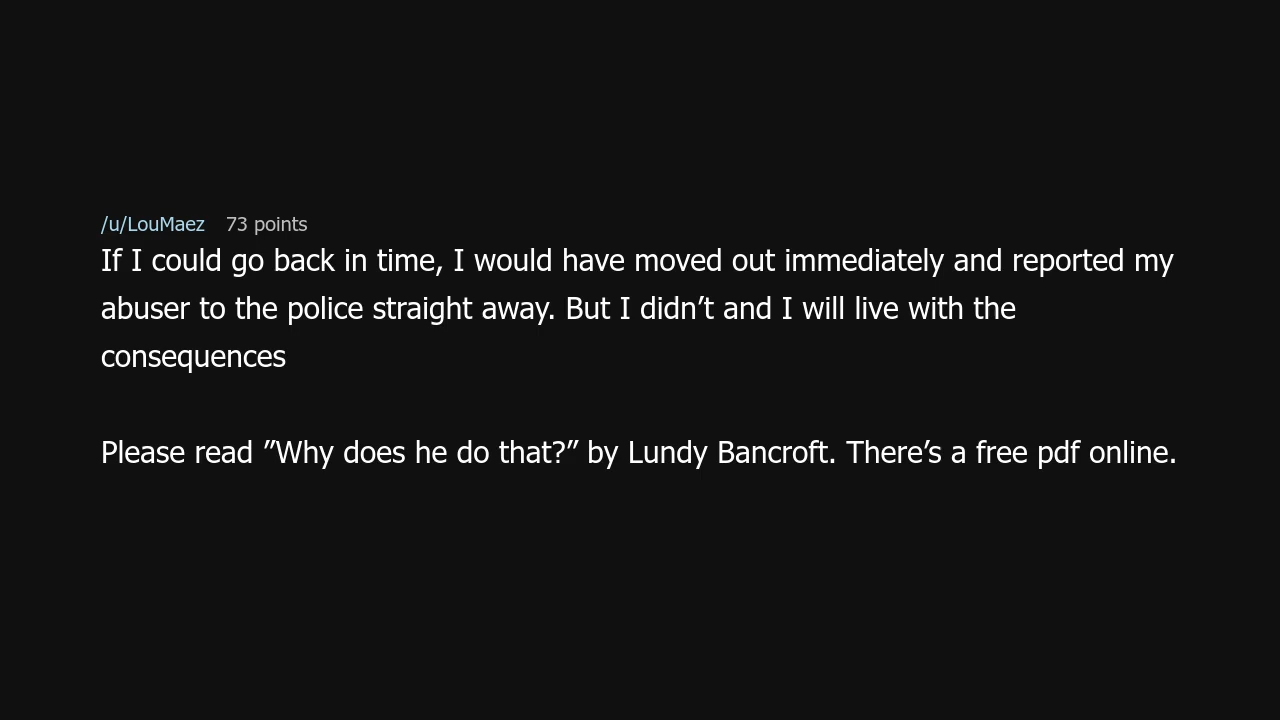 /u/LouMaez 73 points
If I could go back in time, I would have moved out immediately and reported my
abuser to the police straight away. But I didn’t and I will live with the
consequences
Please read ”Why does he do that?” by Lundy Bancroft. There’s a free pdf online.